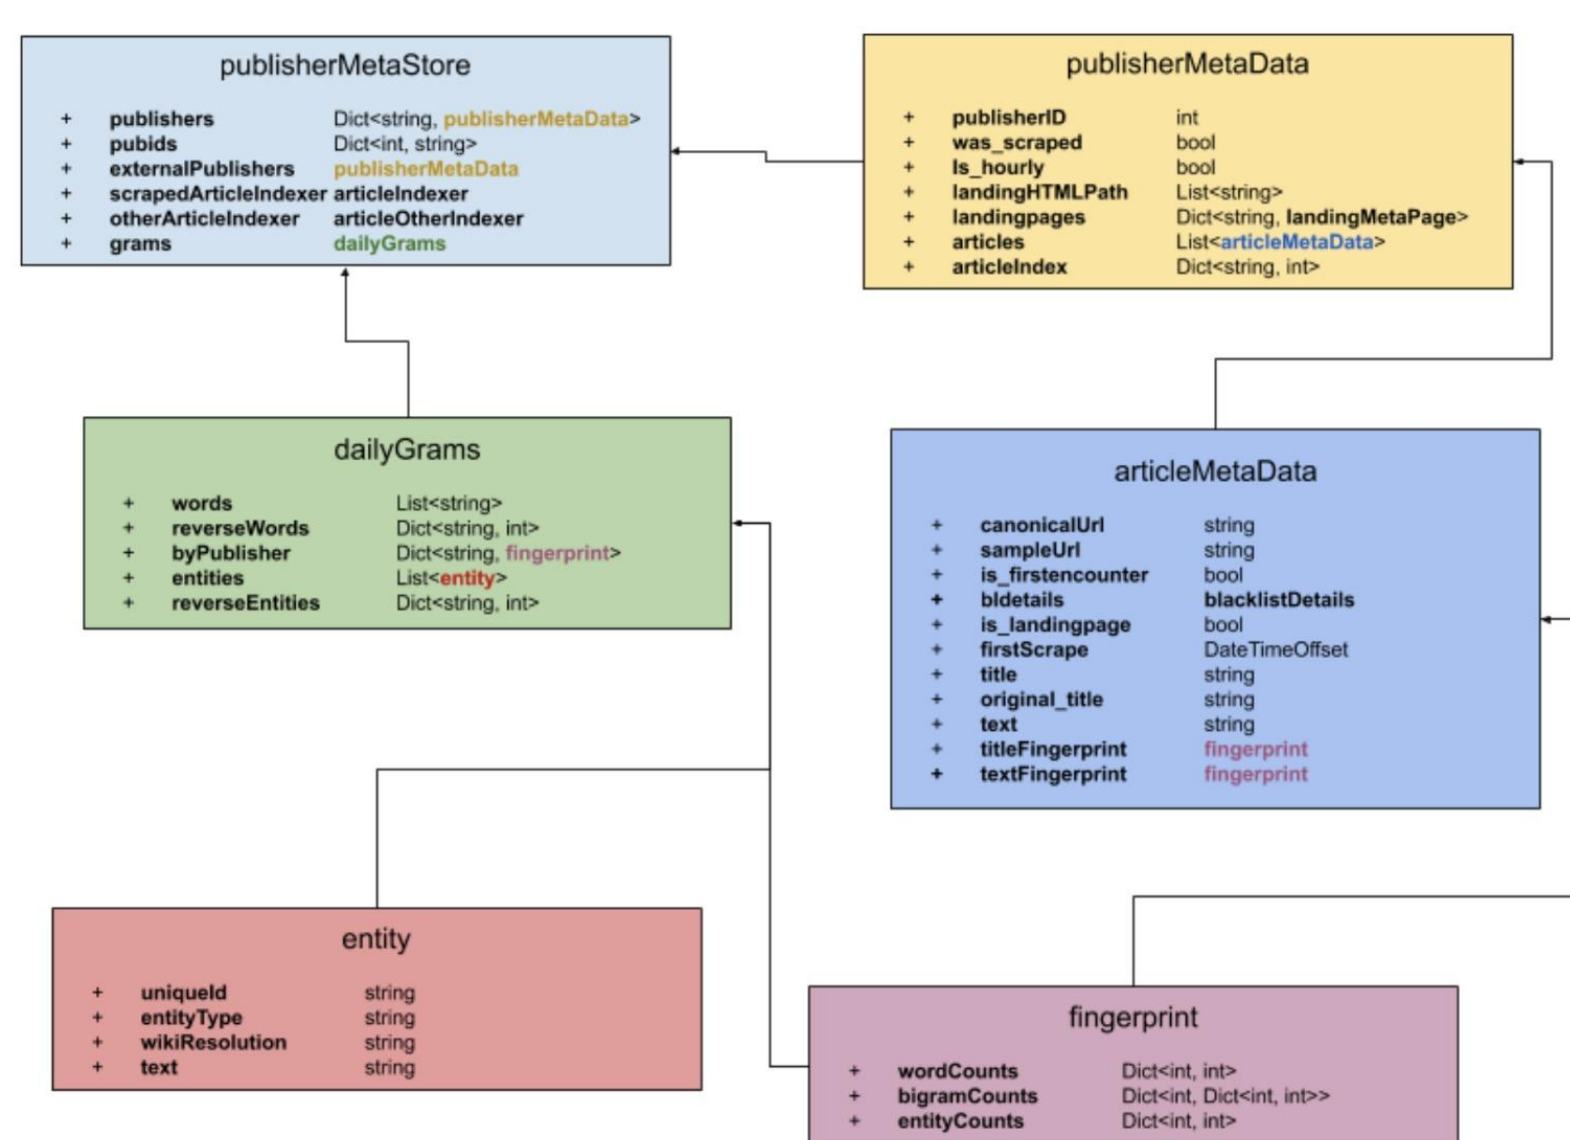 publisherMetaStore
+ publishers Dict<string, publisherMetaData>
+ pubids Dict<int, string>
+ externalPublishers publisherMetaData
+ scrapedArticleIndexer articleIndexer
+ otherArticleIndexer articleOtherIndexer
+ grams dailyGrams
publisherMetaData
+ publisherID int
+ was_scraped bool
+ Is_hourly bool
+ landingHTMLPath List<string>
+ landingpages Dict<string, landingMetaPage>
+ articles List<articleMetaData>
+ articleIndex Dict<string, int>
dailyGrams
+ words List<string>
+ reverseWords Dict<string, int>
+ byPublisher Dict<string, fingerprint>
+ entities List<entity>
+ reverseEntities Dict<string, int>
articleMetaData
+ canonicalUrl string
+ sampleUrl string
+ is_firstencounter bool
+ bldetails blacklistDetails
+ is_landingpage bool
+ firstScrape DateTimeOffset
+ title string
+ original_title string
+ text string
+ titleFingerprint fingerprint
+ textFingerprint fingerprint
entity
+ uniqueId string
+ entityType string
+ wikiResolution string
+ text string
fingerprint
+ wordCounts Dict<int, int>
+ bigramCounts Dict<int, Dict<int, int>>
+ entityCounts Dict<int, int>